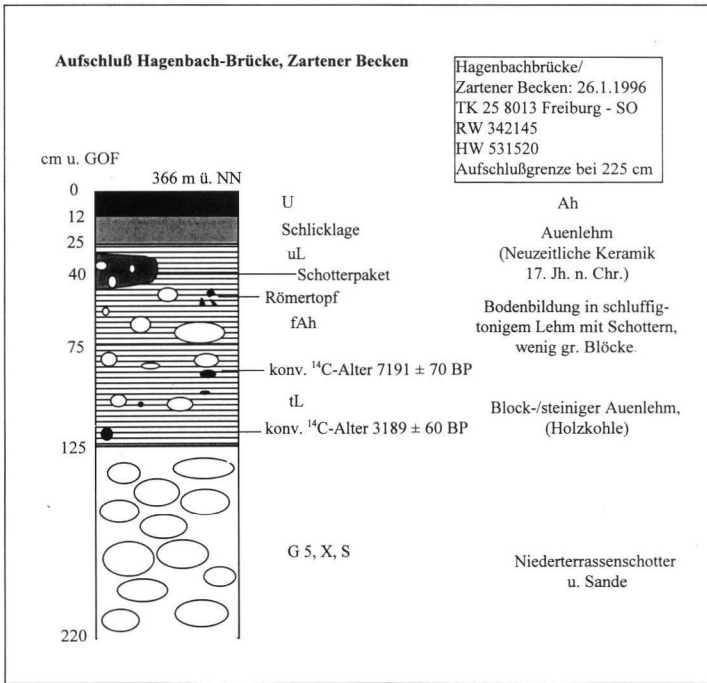 Aufschluß Hagenbach-Brücke, Zartener Becken
Hagenbachbrücke/
Zartener Becken: 26.1.1996
TK 25 8013 Freiburg - SO
RW 342145
HW 531520
Aufschlußgrenze bei 225 cm
cm u. GOF
366 m ü. NN
0
U
Ah
12
Schlicklage
Auenlehm
25
uL
(Neuzeitliche Keramik
40
Schotterpaket
17. Jh. n. Chr.)
Römertopf
fAh
Bodenbildung in schluffig-
tonigem Lehm mit Schottern,
wenig gr. Blöcke.
75
konv. ¹⁴C-Alter 7191 ± 70 BP
tL
Block-/steiniger Auenlehm,
(Holzkohle)
konv. ¹⁴C-Alter 3189 ± 60 BP
125
G 5, X, S
Niederterrassenschotter
u. Sande
220